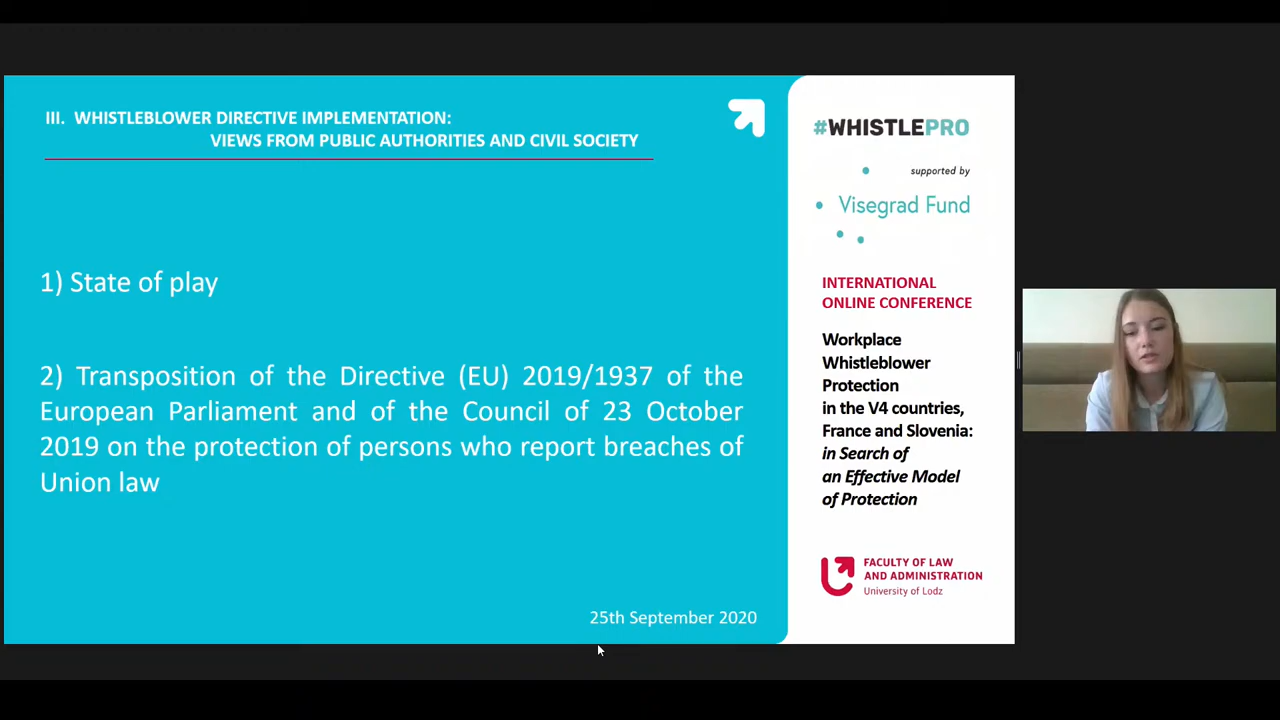 III. WHISTLEBLOWER DIRECTIVE IMPLEMENTATION:
VIEWS FROM PUBLIC AUTHORITIES AND CIVIL SOCIETY
1) State of play
2) Transposition of the Directive (EU) 2019/1937 of the
European Parliament and of the Council of 23 October
2019 on the protection of persons who report breaches of
Union law
25th September 2020
#WHISTLEPRO
supported by
Visegrad Fund
INTERNATIONAL
ONLINE CONFERENCE
Workplace
Whistleblower
Protection
in the V4 countries,
France and Slovenia:
in Search of
an Effective Model
of Protection
FACULTY OF LAW
AND ADMINISTRATION
University of Lodz